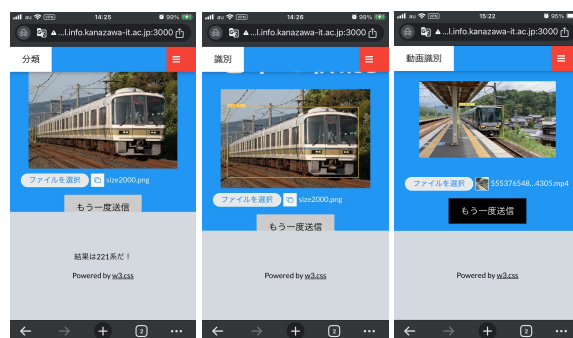 au VPN 14:25 99%
...l.info.kanazawa-it.ac.jp:3000
分類
ファイルを選択 size2000.png
もう一度送信
結果は221系だ！
Powered by w3.css
2
au VPN 14:26 99%
...l.info.kanazawa-it.ac.jp:3000
識別
ファイルを選択 size2000.png
もう一度送信
Powered by w3.css
2
au VPN 15:22 95%
...l.info.kanazawa-it.ac.jp:3000
動画識別
ファイルを選択 555376548...4305.mp4
もう一度送信
Powered by w3.css
2